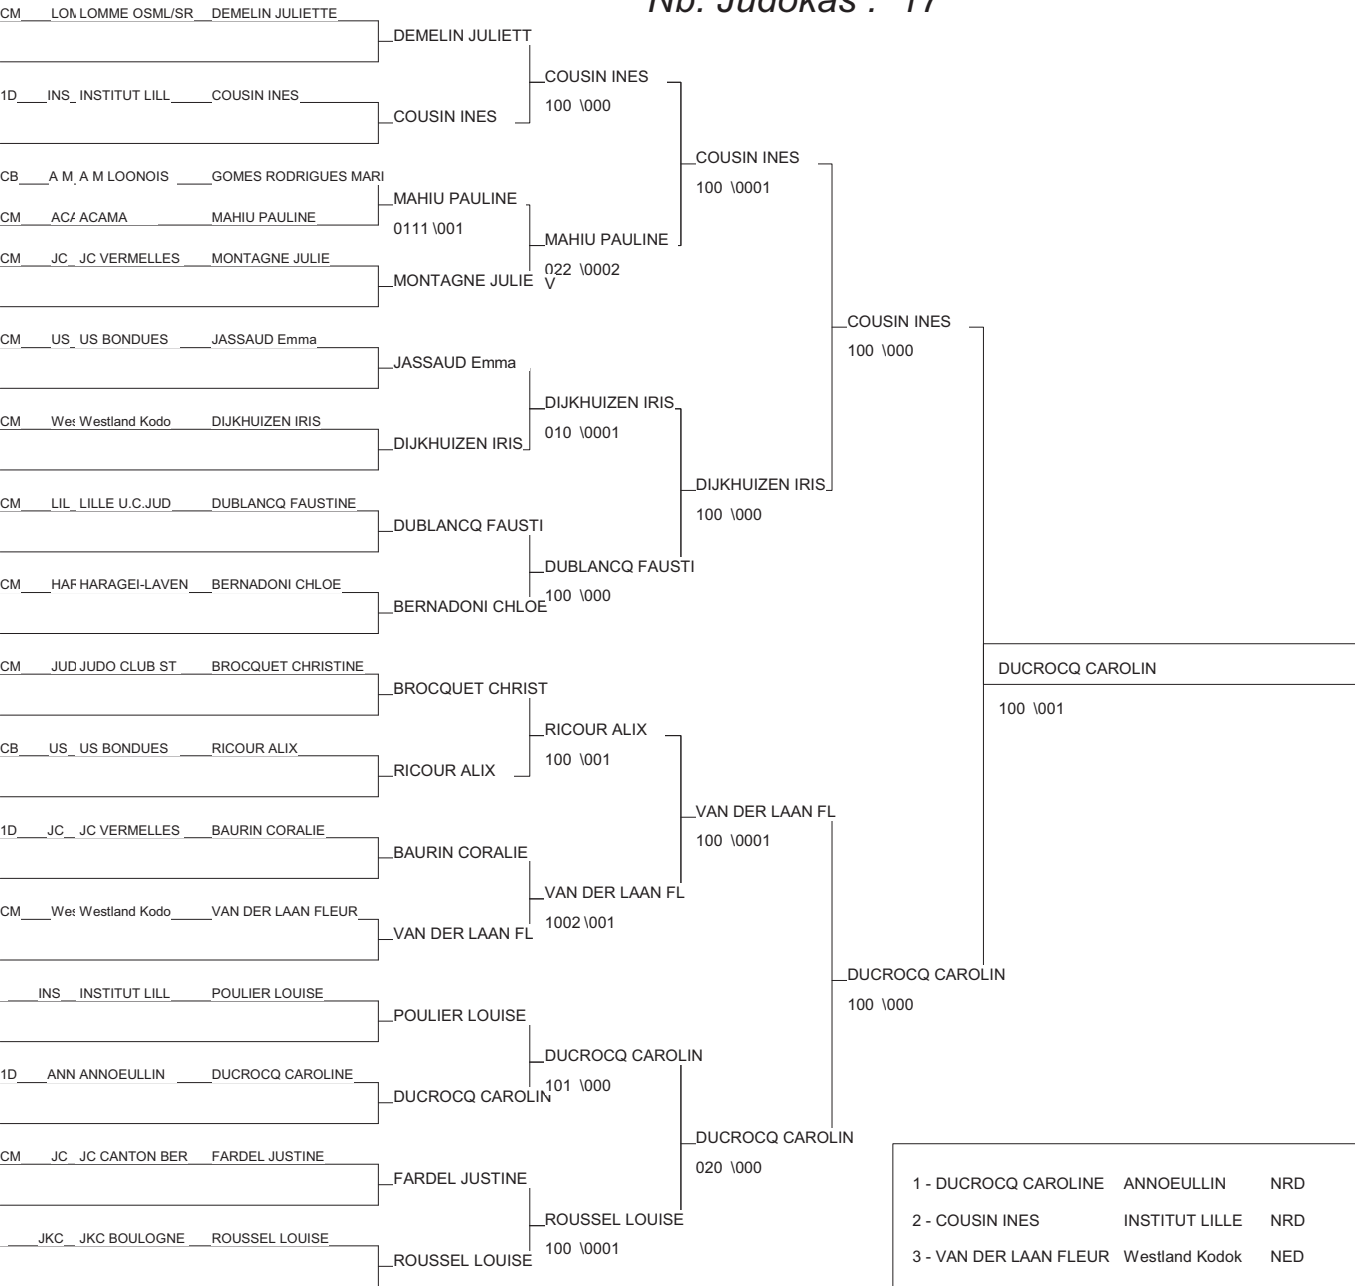 Nb. Judokas : 17
CM LOM LOMME OSML/SR DEMELIN JULIETTE
DEMELIN JULIETT
COUSIN INES
100 \000
1D INS INSTITUT LILL COUSIN INES
COUSIN INES
COUSIN INES
100 \0001
CB A M A M LOONOIS GOMES RODRIGUES MARI
MAHIU PAULINE
0111 \001
CM ACA ACAMA MAHIU PAULINE
MAHIU PAULINE
022 \0002
CM JC JC VERMELLES MONTAGNE JULIE
MONTAGNE JULIE V
COUSIN INES
100 \000
CM US US BONDUES JASSAUD Emma
JASSAUD Emma
DIJKHUIZEN IRIS
010 \0001
CM Wes Westland Kodo DIJKHUIZEN IRIS
DIJKHUIZEN IRIS
DIJKHUIZEN IRIS
100 \000
CM LIL LILLE U.C.JUD DUBLANCQ FAUSTINE
DUBLANCQ FAUSTI
DUBLANCQ FAUSTI
100 \000
CM HAR HARAGEI-LAVEN BERNADONI CHLOE
BERNADONI CHLOE
CM JUD JUDO CLUB ST BROCQUET CHRISTINE
DUCROCQ CAROLIN
100 \001
BROCQUET CHRIST
RICOUR ALIX
100 \001
CB US US BONDUES RICOUR ALIX
RICOUR ALIX
VAN DER LAAN FL
100 \0001
1D JC JC VERMELLES BAURIN CORALIE
BAURIN CORALIE
VAN DER LAAN FL
1002 \001
CM Wes Westland Kodo VAN DER LAAN FLEUR
VAN DER LAAN FL
DUCROCQ CAROLIN
100 \000
INS INSTITUT LILL POULIER LOUISE
POULIER LOUISE
DUCROCQ CAROLIN
101 \000
1D ANN ANNOEULLIN DUCROCQ CAROLINE
DUCROCQ CAROLIN
DUCROCQ CAROLIN
020 \000
CM JC JC CANTON BER FARDEL JUSTINE
FARDEL JUSTINE
ROUSSEL LOUISE
100 \0001
JKC JKC BOULOGNE ROUSSEL LOUISE
ROUSSEL LOUISE
1 - DUCROCQ CAROLINE ANNOEULLIN NRD
2 - COUSIN INES INSTITUT LILLE NRD
3 - VAN DER LAAN FLEUR Westland Kodok NED